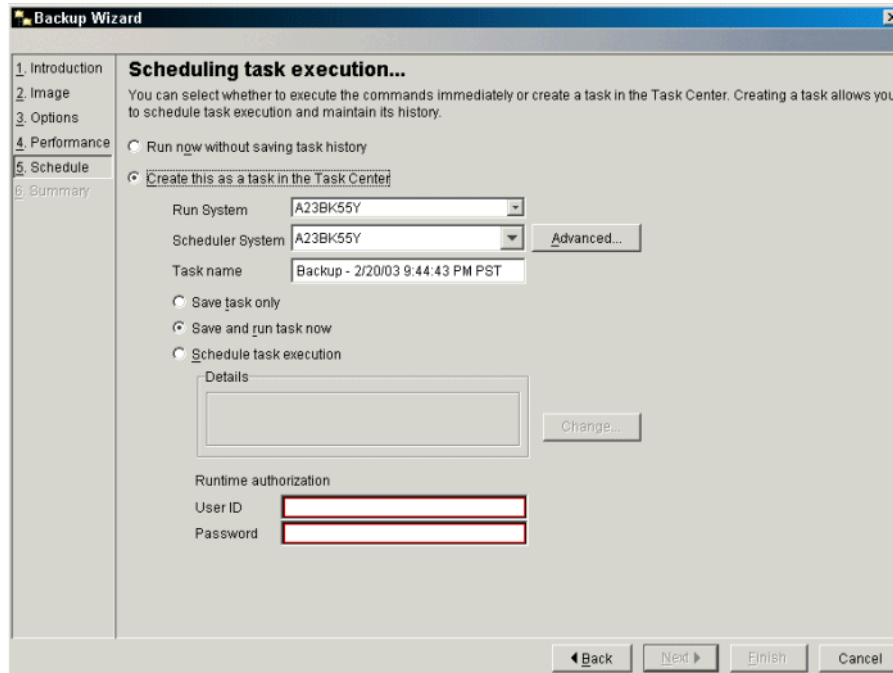 Backup Wizard
1. Introduction
2. Image
3. Options
4. Performance
5. Schedule
6. Summary
Scheduling task execution...
You can select whether to execute the commands immediately or create a task in the Task Center. Creating a task allows you
to schedule task execution and maintain its history.
Run now without saving task history
Create this as a task in the Task Center
Run System A23BK55Y
Scheduler System A23BK55Y Advanced...
Task name Backup - 2/20/03 9:44:43 PM PST
Save task only
Save and run task now
Schedule task execution
Details
Change...
Runtime authorization
User ID
Password
Back Next Finish Cancel